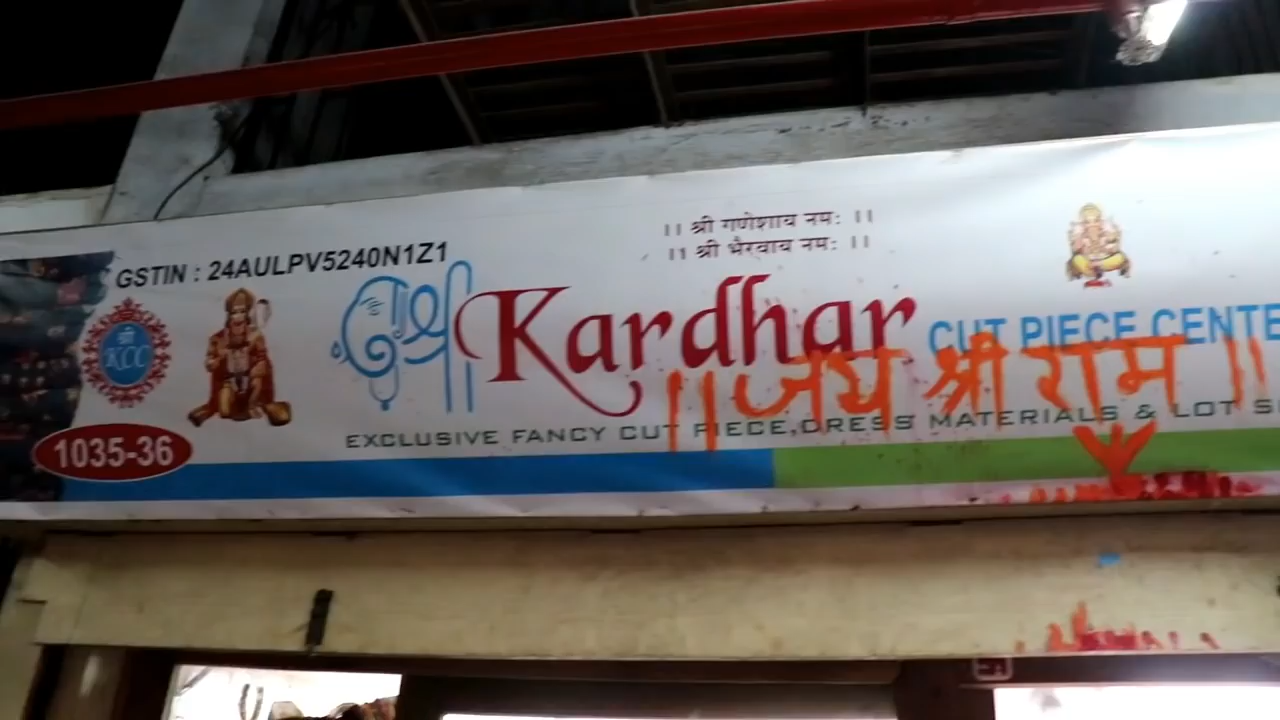 ।। श्री गणेशाय नमः ।।
।। श्री भैरवाय नमः ।।
GSTIN : 24AULPV5240N1Z1
श्री
KCC
श्री Kardhar CUT PIECE CENTE
।। जय श्री राम ।।
EXCLUSIVE FANCY CUT PIECE,DRESS MATERIALS & LOT S
1035-36